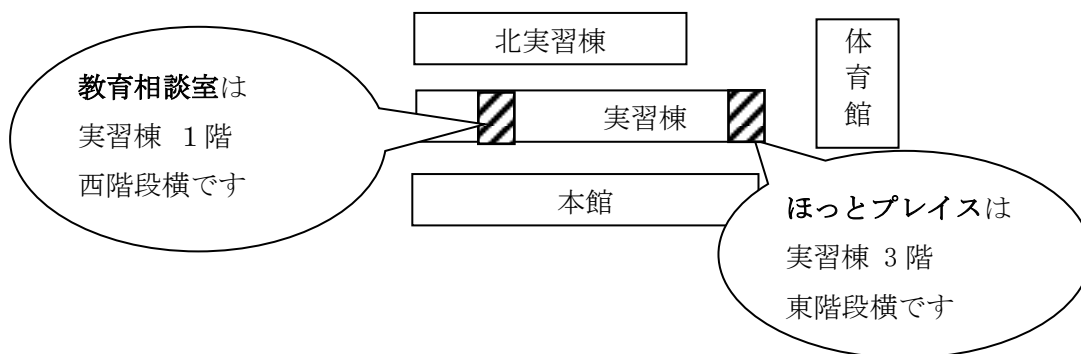 北実習棟
体育館
教育相談室は
実習棟 1階
西階段横です
実習棟
本館
ほっとプレイスは
実習棟 3階
東階段横です